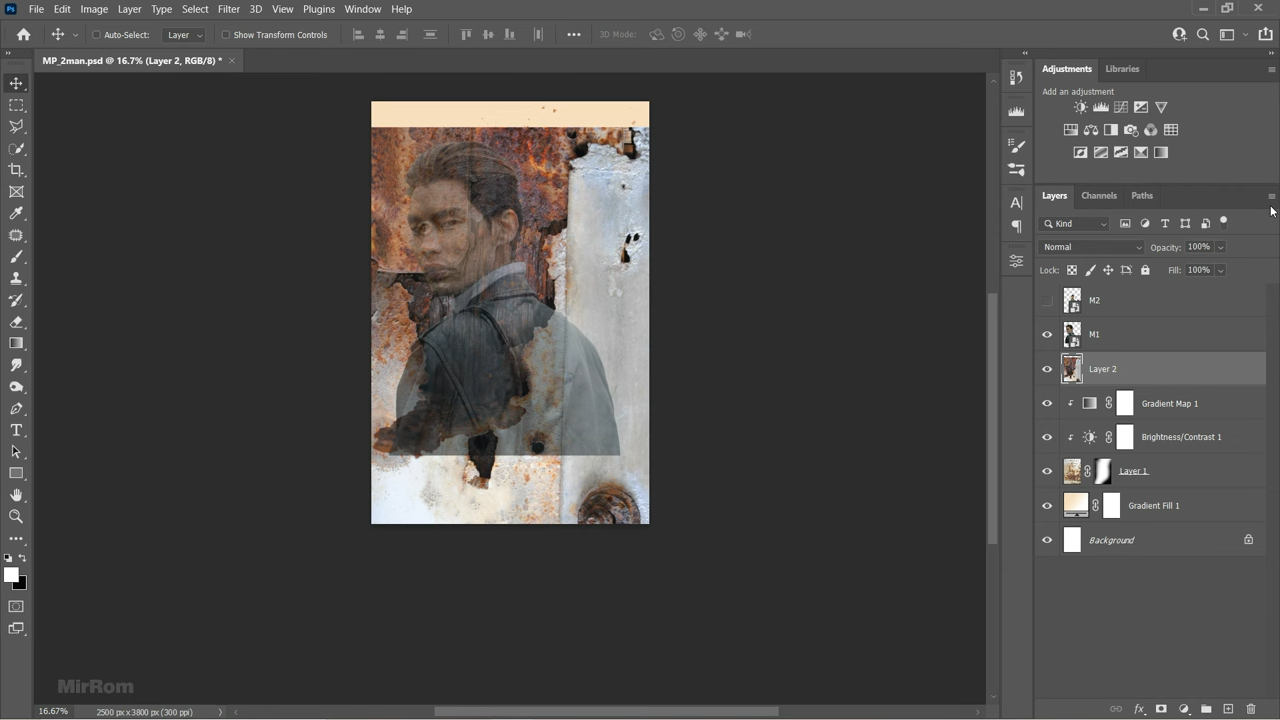 Ps File Edit Image Layer Type Select Filter 3D View Plugins Window Help
Auto-Select: Layer Show Transform Controls 3D Mode:
MP_2man.psd @ 16.7% (Layer 2, RGB/8) *
Adjustments Libraries
Add an adjustment
Layers Channels Paths
Kind
Normal Opacity: 100%
Lock: Fill: 100%
M2
M1
Layer 2
Gradient Map 1
Brightness/Contrast 1
Layer 1
Gradient Fill 1
Background
MirRom
16.67% 2500 px x 3800 px (300 ppi)